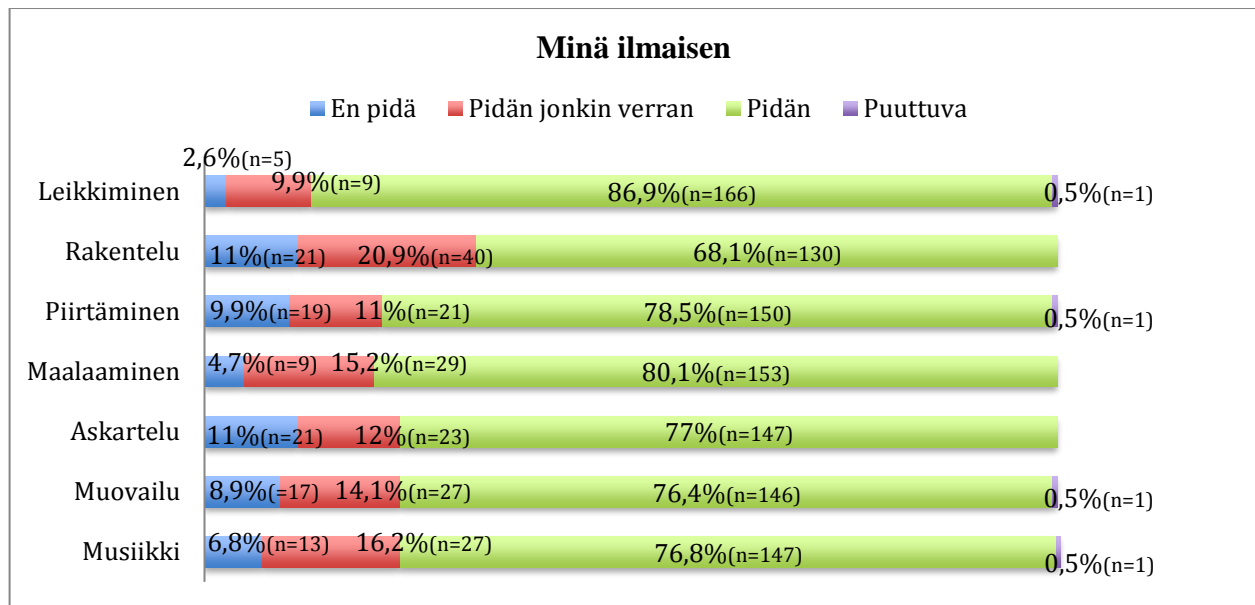 Minä ilmaisen
En pidä Pidän jonkin verran Pidän Puuttuva
2,6%(n=5)
Leikkiminen 9,9%(n=9) 86,9%(n=166) 0,5%(n=1)
Rakentelu 11%(n=21) 20,9%(n=40) 68,1%(n=130)
Piirtäminen 9,9%(n=19) 11%(n=21) 78,5%(n=150) 0,5%(n=1)
Maalaaminen 4,7%(n=9) 15,2%(n=29) 80,1%(n=153)
Askartelu 11%(n=21) 12%(n=23) 77%(n=147)
Muovailu 8,9%(=17) 14,1%(n=27) 76,4%(n=146) 0,5%(n=1)
Musiikki 6,8%(n=13) 16,2%(n=27) 76,8%(n=147) 0,5%(n=1)